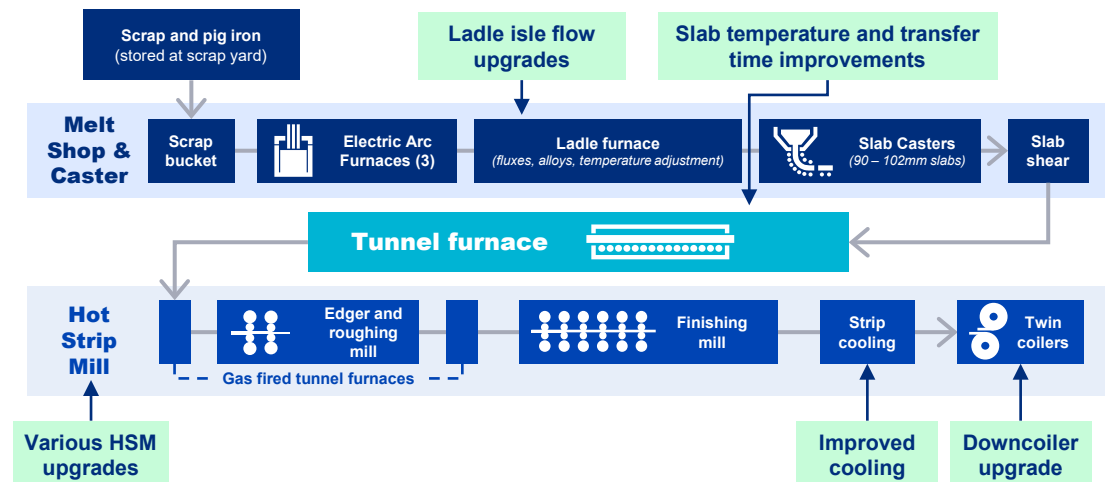 Scrap and pig iron
(stored at scrap yard)
Ladle isle flow
upgrades
Slab temperature and transfer
time improvements
Melt
Shop &
Caster
Scrap
bucket
Electric Arc
Furnaces (3)
Ladle furnace
(fluxes, alloys, temperature adjustment)
Slab Casters
(90 – 102mm slabs)
Slab
shear
Tunnel furnace
Hot
Strip
Mill
Edger and
roughing
mill
Gas fired tunnel furnaces
Finishing
mill
Strip
cooling
Twin
coilers
Various HSM
upgrades
Improved
cooling
Downcoiler
upgrade